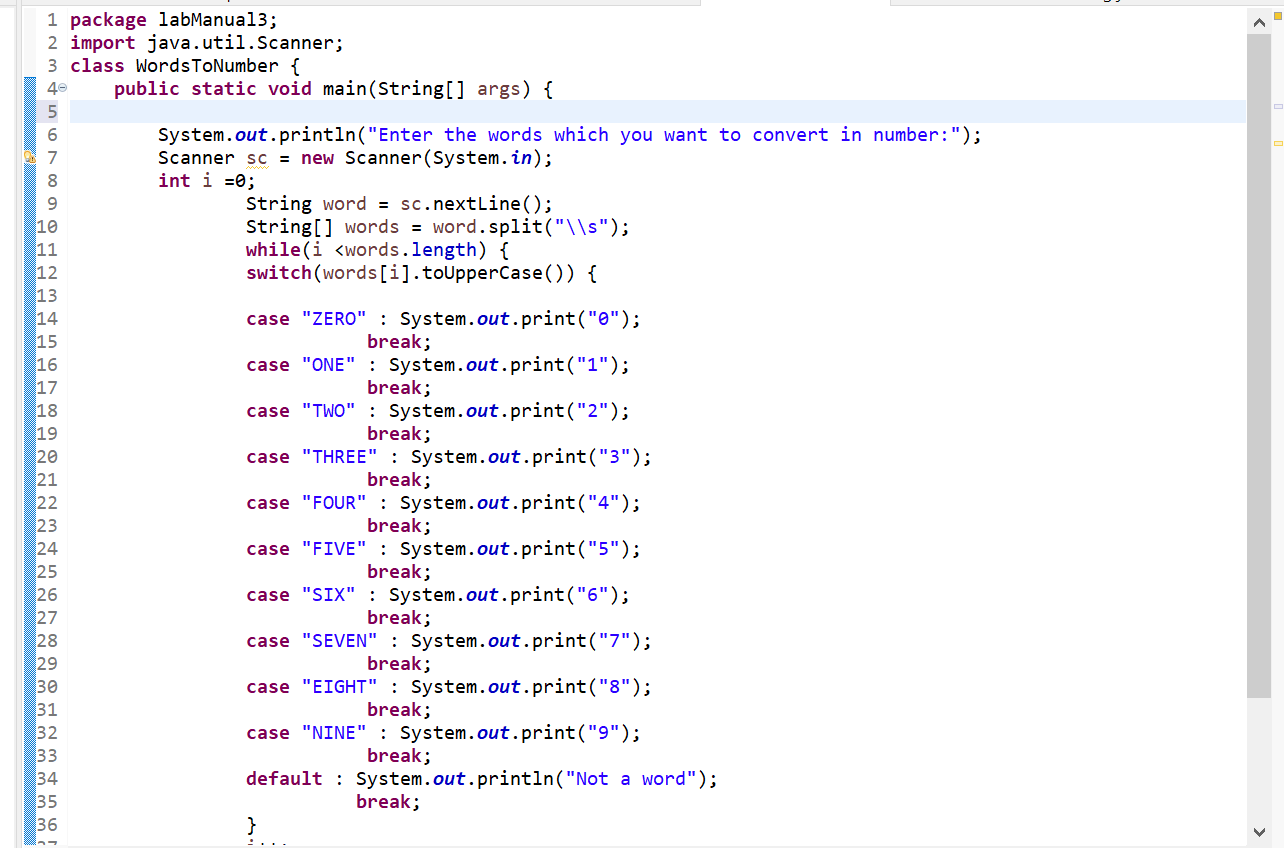 1 package labManual3;
2 import java.util.Scanner;
3 class WordsToNumber {
4 public static void main(String[] args) {
5
6 System.out.println("Enter the words which you want to convert in number:");
7 Scanner sc = new Scanner(System.in);
8 int i =0;
9 String word = sc.nextLine();
10 String[] words = word.split("\\s");
11 while(i <words.length) {
12 switch(words[i].toUpperCase()) {
13
14 case "ZERO" : System.out.print("0");
15 break;
16 case "ONE" : System.out.print("1");
17 break;
18 case "TWO" : System.out.print("2");
19 break;
20 case "THREE" : System.out.print("3");
21 break;
22 case "FOUR" : System.out.print("4");
23 break;
24 case "FIVE" : System.out.print("5");
25 break;
26 case "SIX" : System.out.print("6");
27 break;
28 case "SEVEN" : System.out.print("7");
29 break;
30 case "EIGHT" : System.out.print("8");
31 break;
32 case "NINE" : System.out.print("9");
33 break;
34 default : System.out.println("Not a word");
35 break;
36 }